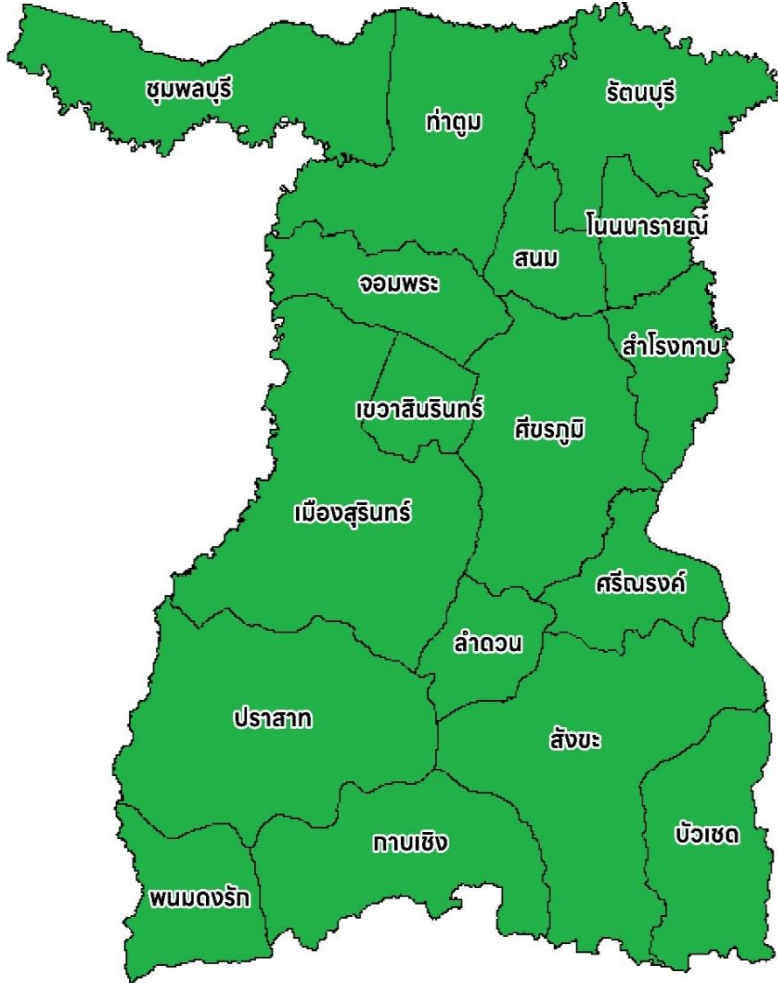 ชุมพลบุรี
รัตนบุรี
ท่าตูม
โนนนารายณ์
สนม
จอมพระ
สำโรงทาบ
เขวาสินรินทร์
ศีขรภูมิ
เมืองสุรินทร์
ศรีณรงค์
ลำดวน
ปราสาท
สังขะ
บัวเชด
กาบเชิง
พนมดงรัก